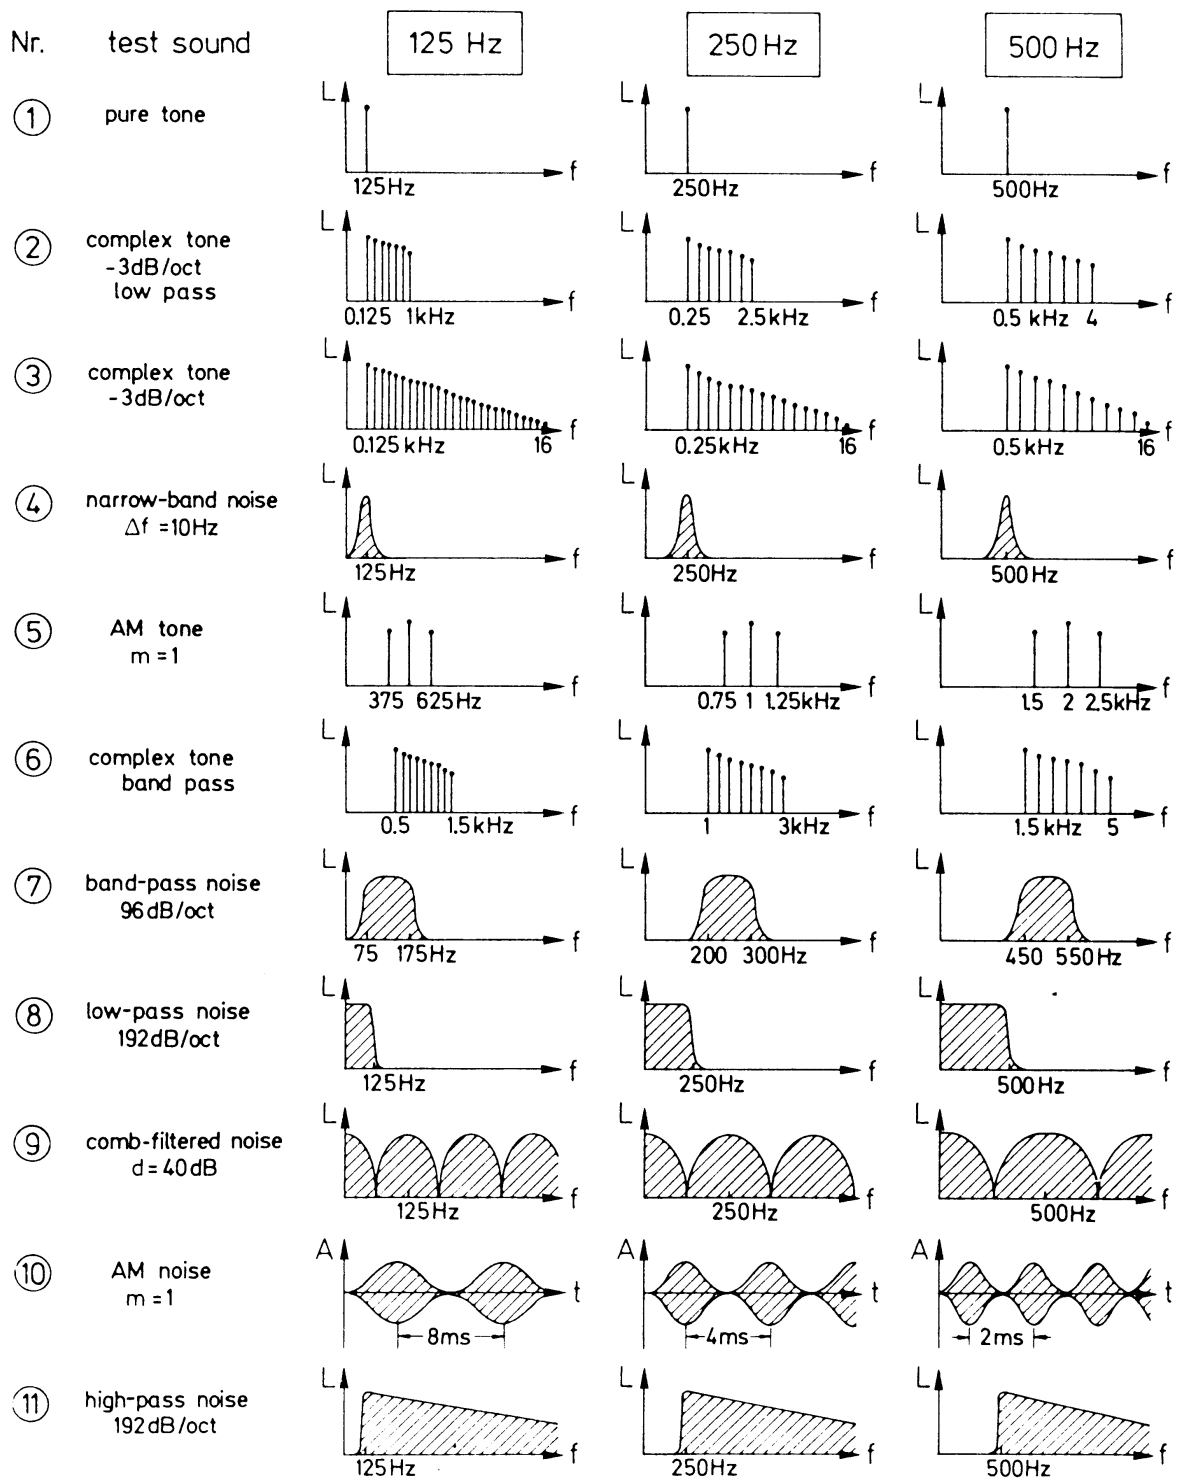 Nr. test sound 125 Hz 250 Hz 500 Hz
1 pure tone
L f 125Hz L f 250Hz L f 500Hz
2 complex tone
-3dB/oct
low pass
L f 0.125 1kHz L f 0.25 2.5kHz L f 0.5 kHz 4
3 complex tone
-3dB/oct
L f 0.125 kHz 16 L f 0.25kHz 16 L f 0.5kHz 16
4 narrow-band noise
Δf =10Hz
L f 125Hz L f 250Hz L f 500Hz
5 AM tone
m =1
L f 375 625Hz L f 0.75 1 1.25kHz L f 1.5 2 2.5kHz
6 complex tone
band pass
L f 0.5 1.5kHz L f 1 3kHz L f 1.5 kHz 5
7 band-pass noise
96dB/oct
L f 75 175Hz L f 200 300Hz L f 450 550Hz
8 low-pass noise
192dB/oct
L f 125Hz L f 250Hz L f 500Hz
9 comb-filtered noise
d = 40dB
L f 125Hz L f 250Hz L f 500Hz
10 AM noise
m =1
A t 8ms A t 4ms A t 2ms
11 high-pass noise
192dB/oct
L f 125Hz L f 250Hz L f 500Hz